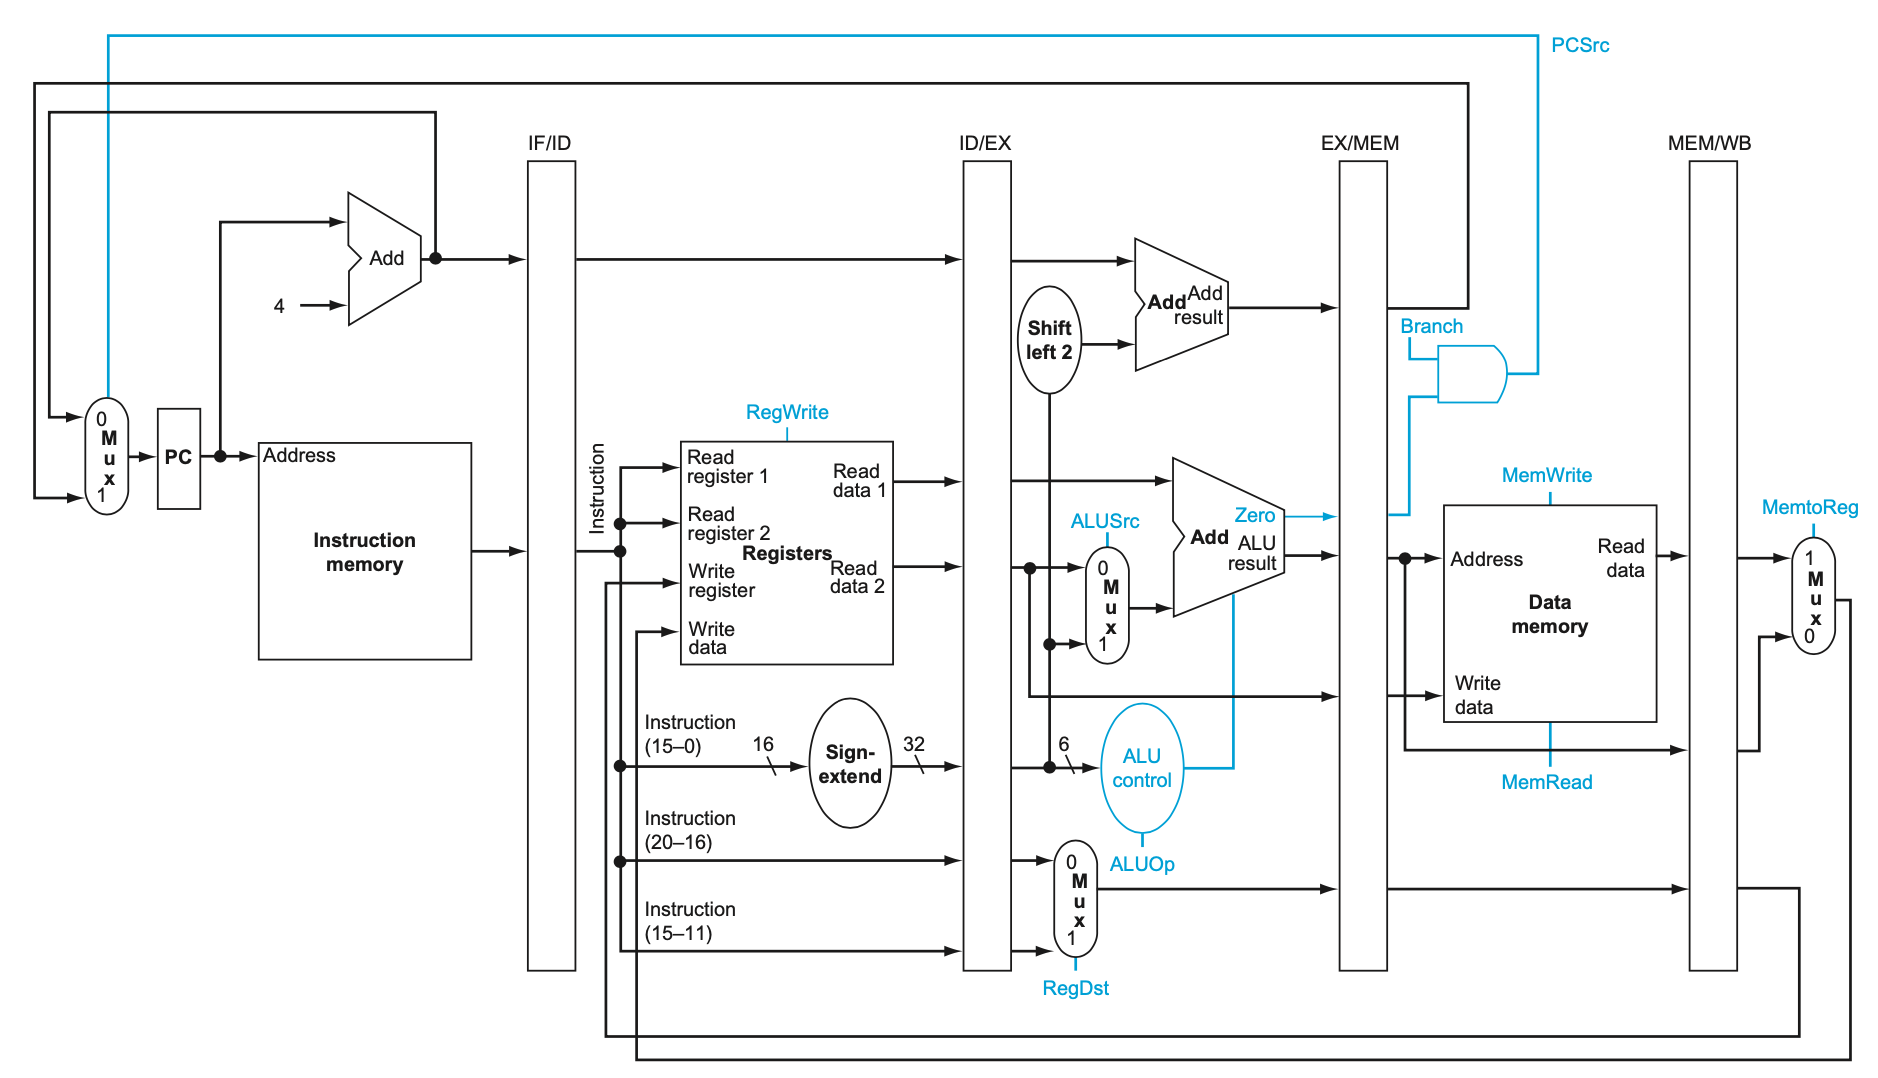 PCSrc
IF/ID
ID/EX
EX/MEM
MEM/WB
Add
4
Add
Add
result
Shift
left 2
Branch
RegWrite
0
M
u
x
1
PC
Address
Instruction
memory
Instruction
Read
register 1
Read
register 2
Write
register
Write
data
Registers
Read
data 1
Read
data 2
ALUSrc
0
M
u
x
1
Zero
Add
ALU
result
MemWrite
Address
Read
data
Data
memory
Write
data
MemRead
MemtoReg
1
M
u
x
0
Instruction
(15–0)
16
Sign-
extend
32
6
ALU
control
ALUOp
Instruction
(20–16)
Instruction
(15–11)
0
M
u
x
1
RegDst